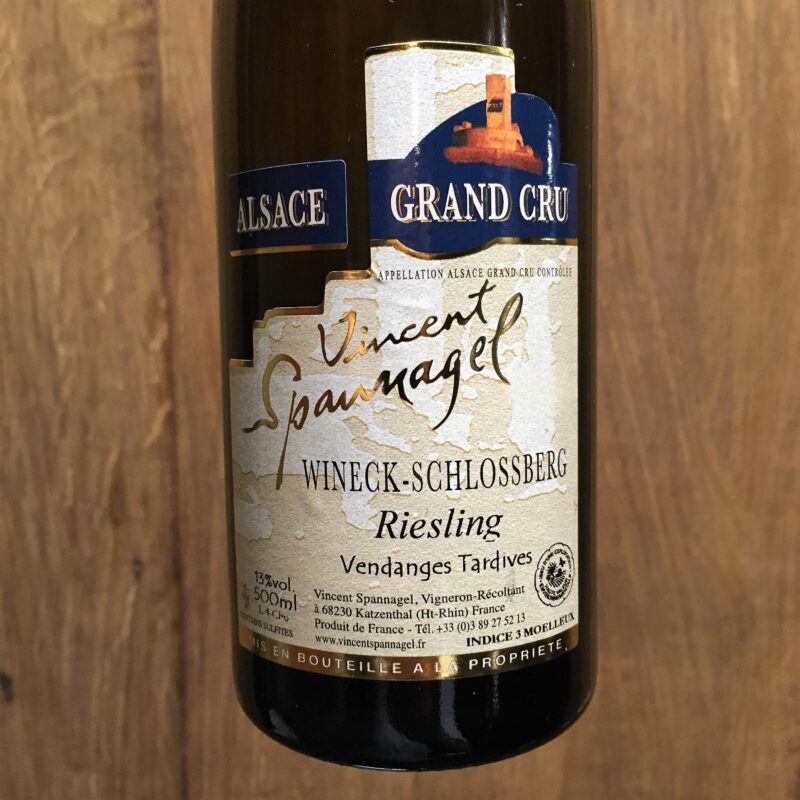 ALSACE
GRAND CRU
APPELLATION ALSACE GRAND CRU CONTRÔLÉE
Vincent
Spannagel
WINECK-SCHLOSSBERG
Riesling
Vendanges Tardives
13%vol.
500ml
CONTAINS SULFITES
Vincent Spannagel, Vigneron-Récoltant
à 68230 Katzenthal (Ht-Rhin) France
Produit de France - Tél. +33 (0)3 89 27 52 13
www.vincentspannagel.fr
INDICE 3 MOELLEUX
MIS EN BOUTEILLE A LA PROPRIETE